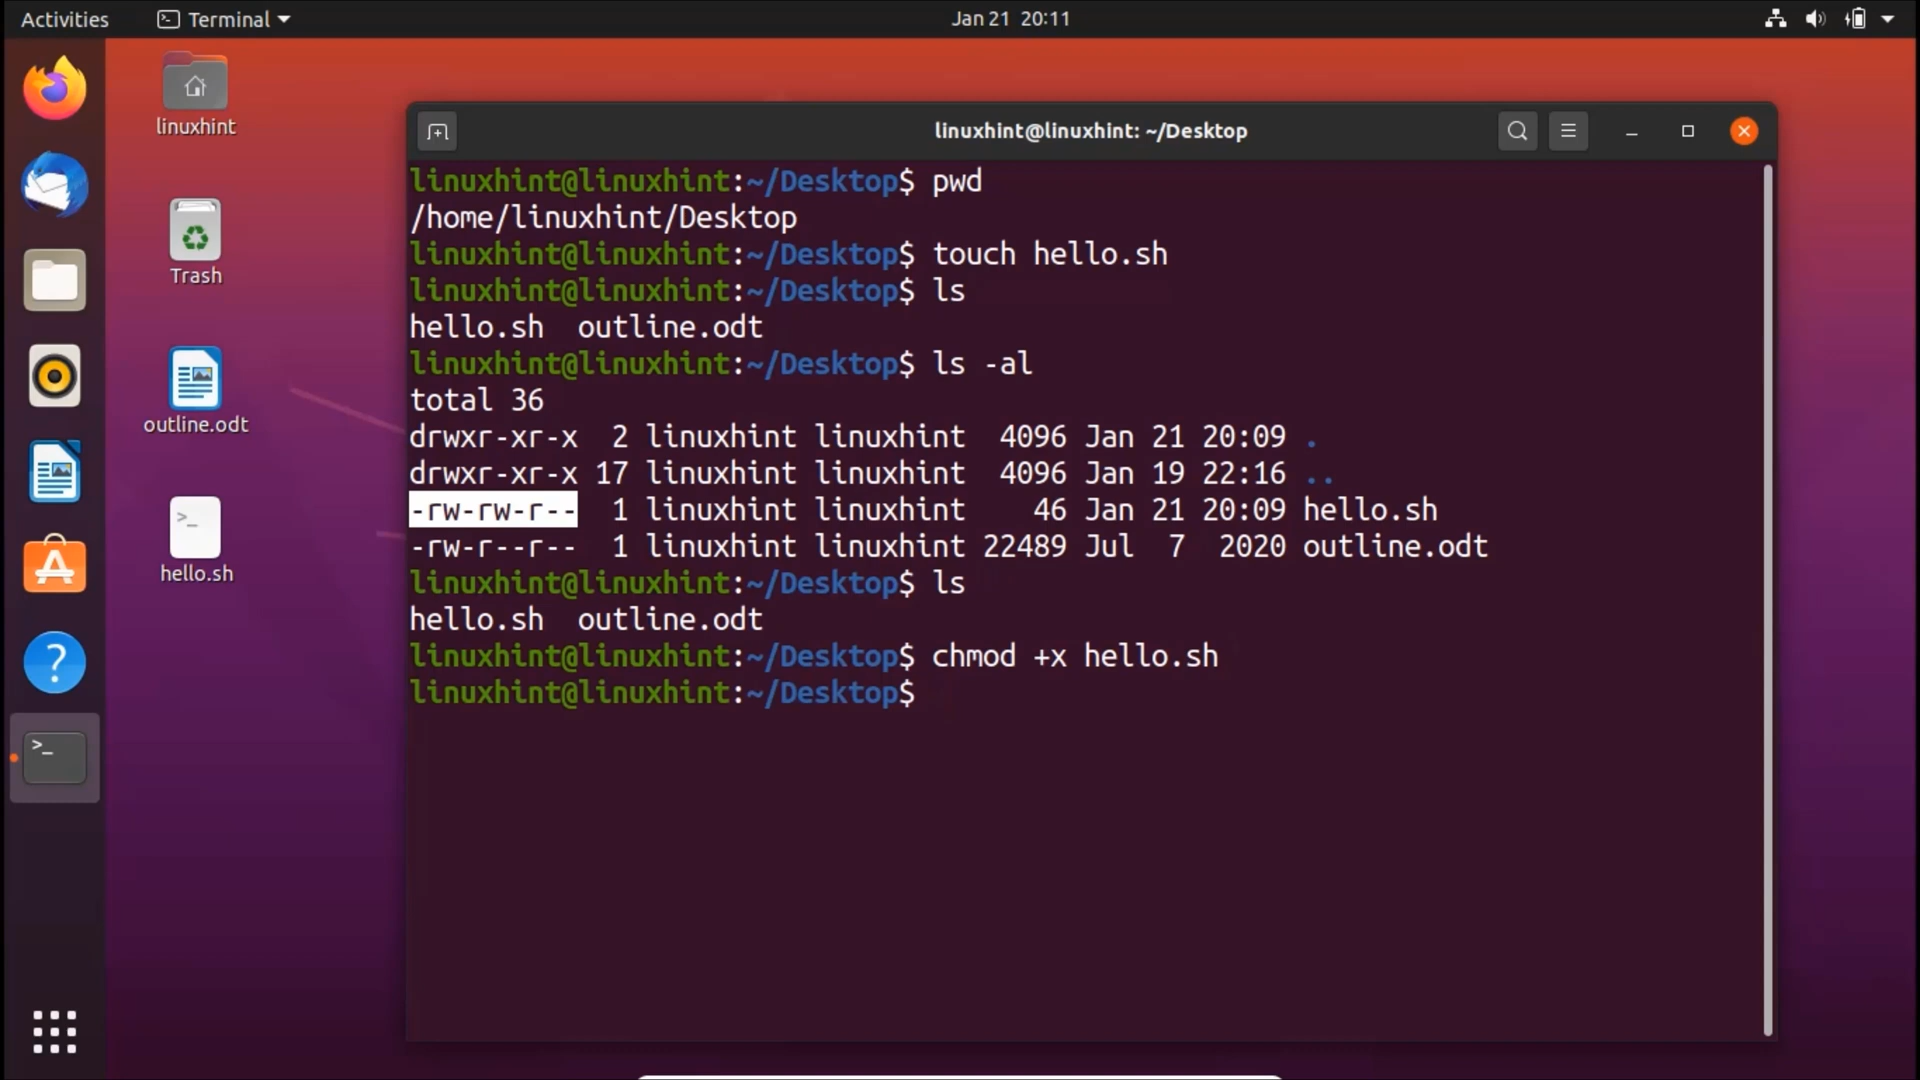 Activities Terminal Jan 21 20:11
linuxhint
Trash
outline.odt
hello.sh
linuxhint@linuxhint: ~/Desktop
linuxhint@linuxhint:~/Desktop$ pwd
/home/linuxhint/Desktop
linuxhint@linuxhint:~/Desktop$ touch hello.sh
linuxhint@linuxhint:~/Desktop$ ls
hello.sh  outline.odt
linuxhint@linuxhint:~/Desktop$ ls -al
total 36
drwxr-xr-x  2 linuxhint linuxhint  4096 Jan 21 20:09 .
drwxr-xr-x 17 linuxhint linuxhint  4096 Jan 19 22:16 ..
-rw-rw-r--  1 linuxhint linuxhint    46 Jan 21 20:09 hello.sh
-rw-r--r--  1 linuxhint linuxhint 22489 Jul  7  2020 outline.odt
linuxhint@linuxhint:~/Desktop$ ls
hello.sh  outline.odt
linuxhint@linuxhint:~/Desktop$ chmod +x hello.sh
linuxhint@linuxhint:~/Desktop$